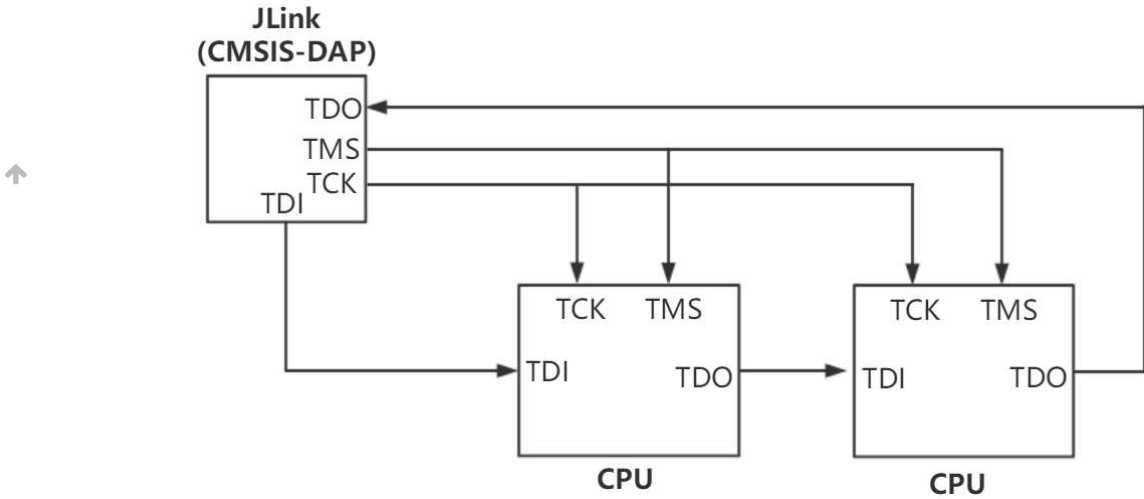 JLink
(CMSIS-DAP)
TDO
TMS
TCK
TDI
TCK TMS
TDI
TDO
CPU
TCK TMS
TDI
TDO
CPU